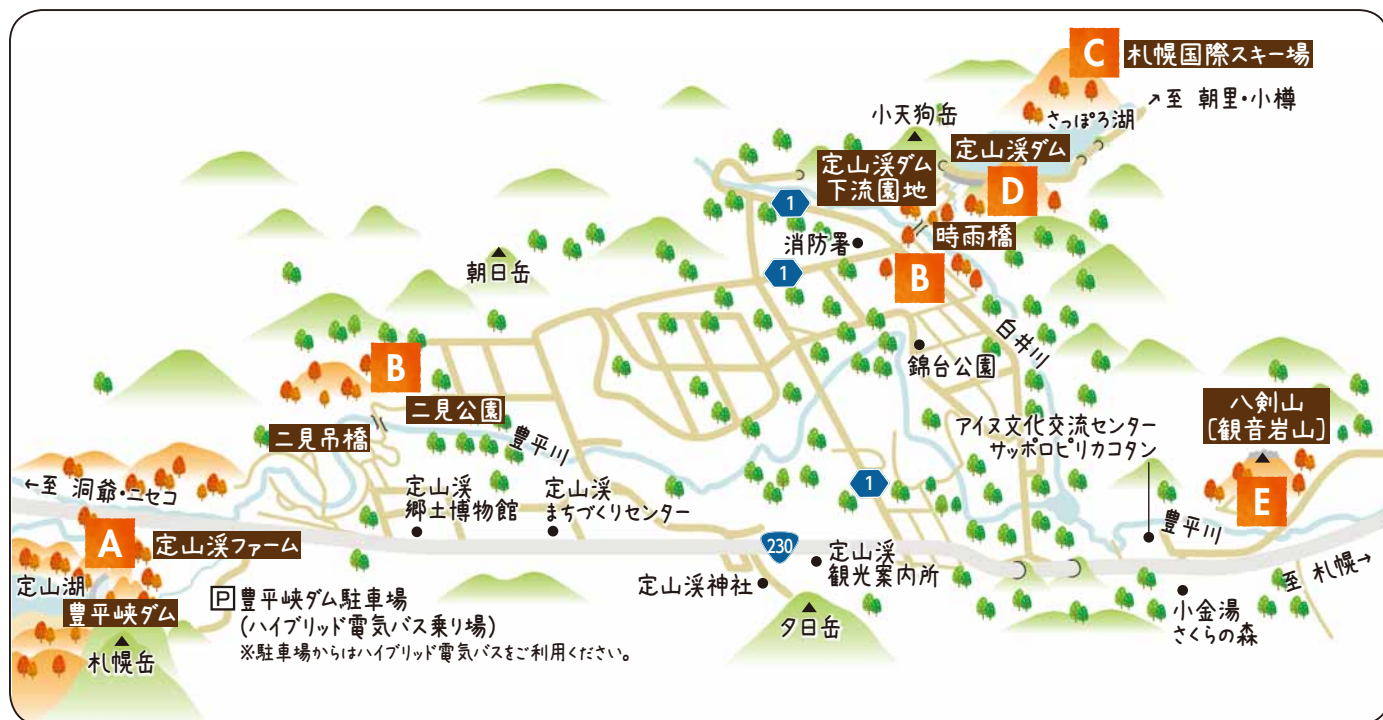 C
札幌国際スキー場
↗至 朝里・小樽
さっぽろ湖
小天狗岳
定山渓ダム
定山渓ダム
下流園地
D
1
消防署
時雨橋
B
朝日岳
1
白井川
錦台公園
B
二見公園
二見吊橋
豊平川
八剣山
[観音岩山]
E
アイヌ文化交流センター
サッポロピリカコタン
1
豊平川
←至 洞爺・ニセコ
定山渓
郷土博物館
定山渓
まちづくりセンター
A
定山渓ファーム
230
定山渓
観光案内所
至 札幌→
定山湖
豊平峡ダム
札幌岳
P 豊平峡ダム駐車場
(ハイブリッド電気バス乗り場)
※駐車場からはハイブリッド電気バスをご利用ください。
定山渓神社
夕日岳
小金湯
さくらの森